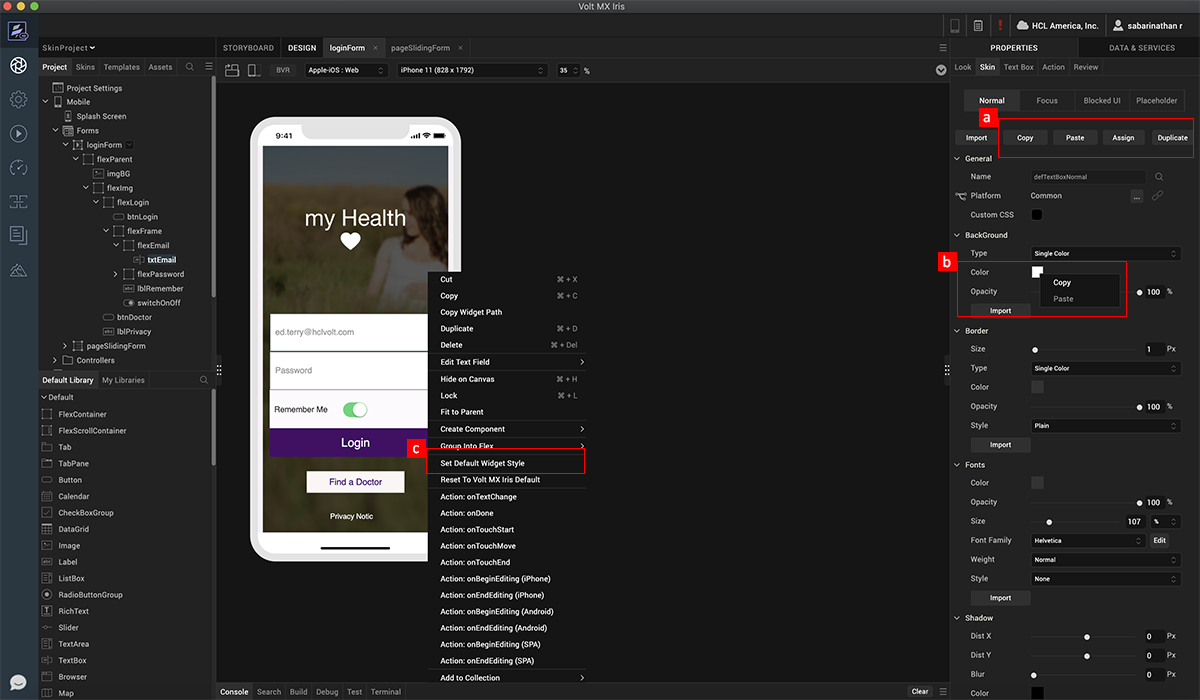 Volt MX Iris
HCL America, Inc.
sabarinathan r
SkinProject
STORYBOARD DESIGN loginForm × pageSlidingForm ×
PROPERTIES DATA & SERVICES
Project Skins Templates Assets
BVR Apple-iOS : Web iPhone 11 (828 x 1792) 35 %
Look Skin Text Box Action Review
Project Settings
Mobile
Splash Screen
Forms
loginForm
flexParent
imgBG
flexImg
flexLogin
btnLogin
flexFrame
flexEmail
txtEmail
flexPassword
lblRemember
switchOnOff
btnDoctor
lblPrivacy
pageSlidingForm
Controllers
Default Library My Libraries
Default
FlexContainer
FlexScrollContainer
Tab
TabPane
Button
Calendar
CheckBoxGroup
DataGrid
Image
Label
ListBox
RadioButtonGroup
RichText
Slider
TextArea
TextBox
Browser
Map
9:41
my Health
ed.terry@hclvolt.com
Password
Remember Me
Login
Find a Doctor
Privacy Notic
c
Cut ⌘ + X
Copy ⌘ + C
Copy Widget Path
Duplicate ⌘ + D
Delete ⌘ + Del
Edit Text Field
Hide on Canvas ⌘ + H
Lock ⌘ + L
Fit to Parent
Create Component
Group Into Flex
Set Default Widget Style
Reset To Volt MX Iris Default
Action: onTextChange
Action: onDone
Action: onTouchStart
Action: onTouchMove
Action: onTouchEnd
Action: onBeginEditing (iPhone)
Action: onEndEditing (iPhone)
Action: onBeginEditing (Android)
Action: onEndEditing (Android)
Action: onBeginEditing (SPA)
Action: onEndEditing (SPA)
Add to Collection
Console Search Build Debug Test Terminal Clear
Normal Focus Blocked UI Placeholder
a
Import Copy Paste Assign Duplicate
General
Name defTextBoxNormal
Platform Common ...
Custom CSS
BackGround
Type Single Color
b
Color
Copy
Paste
Opacity 100 %
Import
Border
Size 1 Px
Type Single Color
Color
Opacity 100 %
Style Plain
Import
Fonts
Color
Opacity 100 %
Size 107 %
Font Family Helvetica Edit
Weight Normal
Style None
Import
Shadow
Dist X 0 Px
Dist Y 0 Px
Blur 0 Px
Color